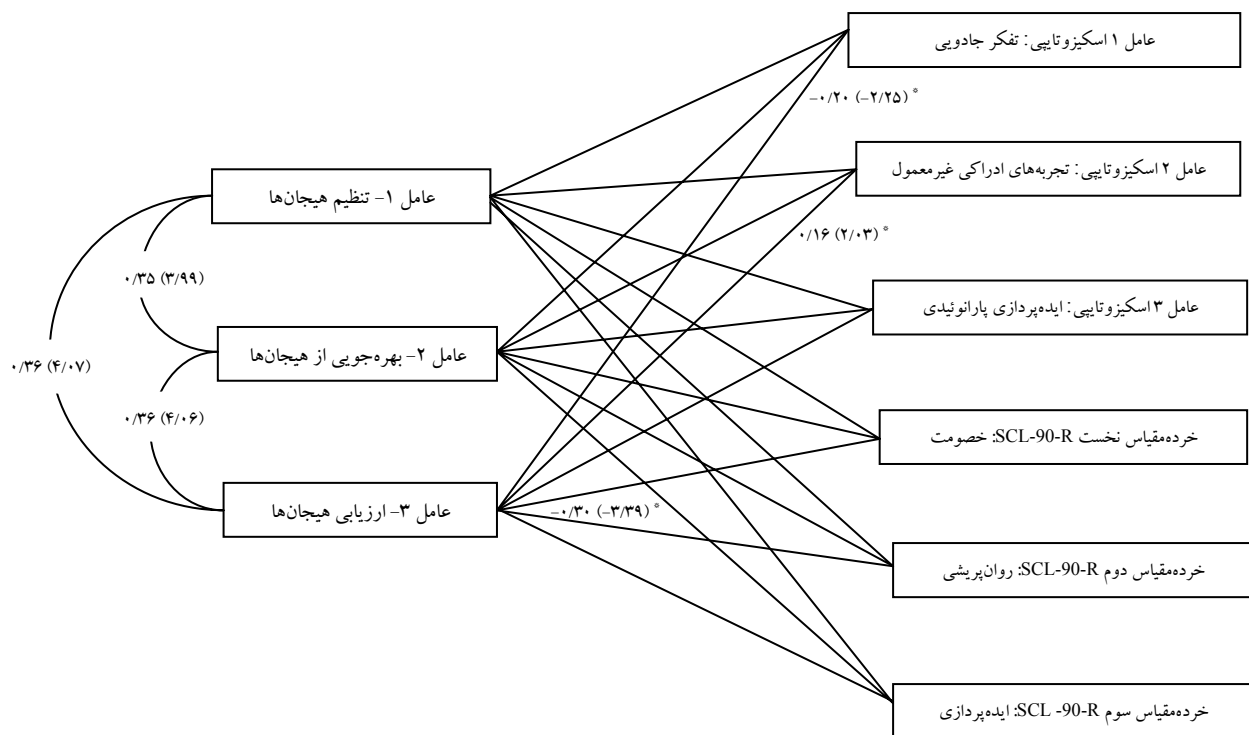 عامل ۱ اسکیزوتایپی: تفکر جادویی
−۰/۲۰ (−۲/۲۵) *
عامل ۲ اسکیزوتایپی: تجربه‌های ادراکی غیرمعمول
عامل ۱− تنظیم هیجان‌ها
۰/۱۶ (۲/۰۳) *
۰/۳۵ (۳/۹۹)
عامل ۳ اسکیزوتایپی: ایده‌پردازی پارانوئیدی
عامل ۲− بهره‌جویی از هیجان‌ها
۰/۳۶ (۴/۰۷)
۰/۳۶ (۴/۰۶)
خرده‌مقیاس نخست SCL-90-R: خصومت
عامل ۳− ارزیابی هیجان‌ها
−۰/۳۰ (−۳/۳۹) *
خرده‌مقیاس دوم SCL-90-R: روان‌پریشی
خرده‌مقیاس سوم SCL -90-R: ایده‌پردازی